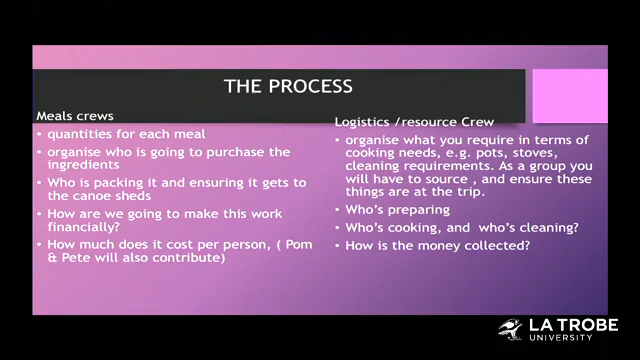 THE PROCESS
Meals crews
• quantities for each meal
• organise who is going to purchase the
ingredients
• Who is packing it and ensuring it gets to
the canoe sheds
• How are we going to make this work
financially?
• How much does it cost per person, ( Pom
& Pete will also contribute)
Logistics /resource Crew
• organise what you require in terms of
cooking needs, e.g. pots, stoves,
cleaning requirements. As a group you
will have to source , and ensure these
things are at the trip.
• Who's preparing
• Who's cooking, and who's cleaning?
• How is the money collected?
LA TROBE
UNIVERSITY